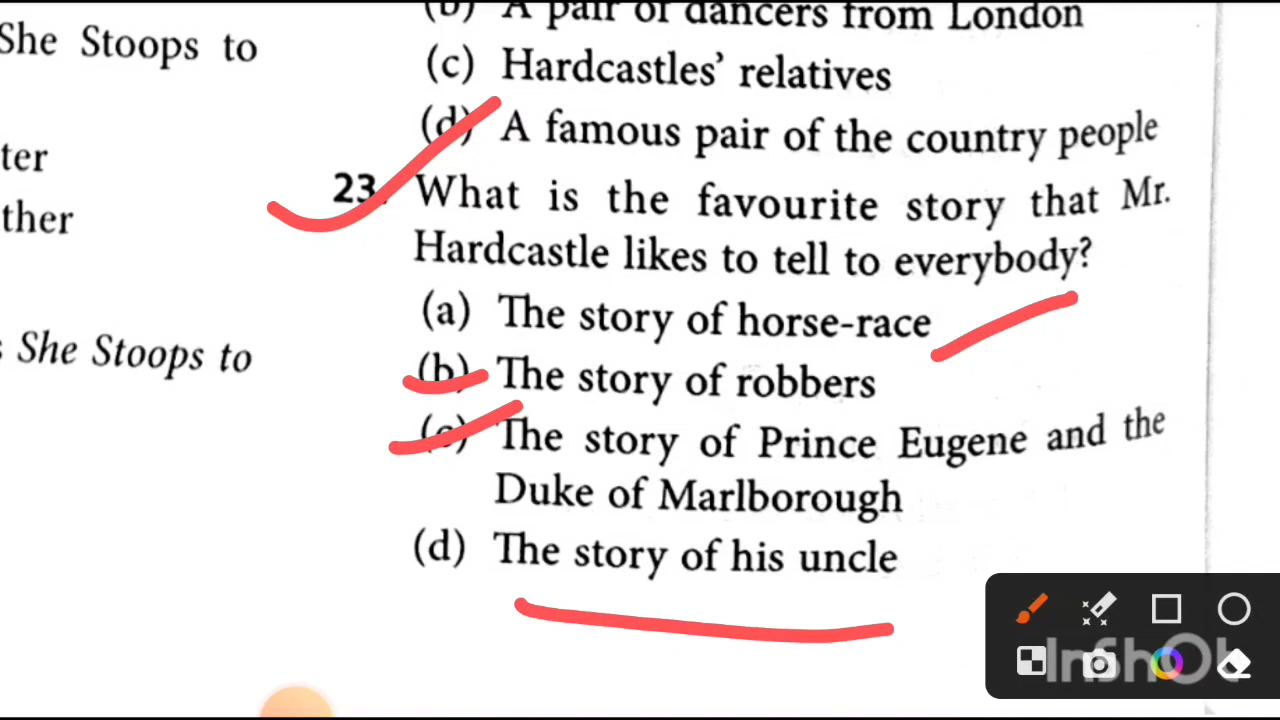 She Stoops to
ter
ther
She Stoops to
(b) A pair of dancers from London
(c) Hardcastles' relatives
(d) A famous pair of the country people
23. What is the favourite story that Mr.
Hardcastle likes to tell to everybody?
(a) The story of horse-race
(b) The story of robbers
(c) The story of Prince Eugene and the
Duke of Marlborough
(d) The story of his uncle
InShOt